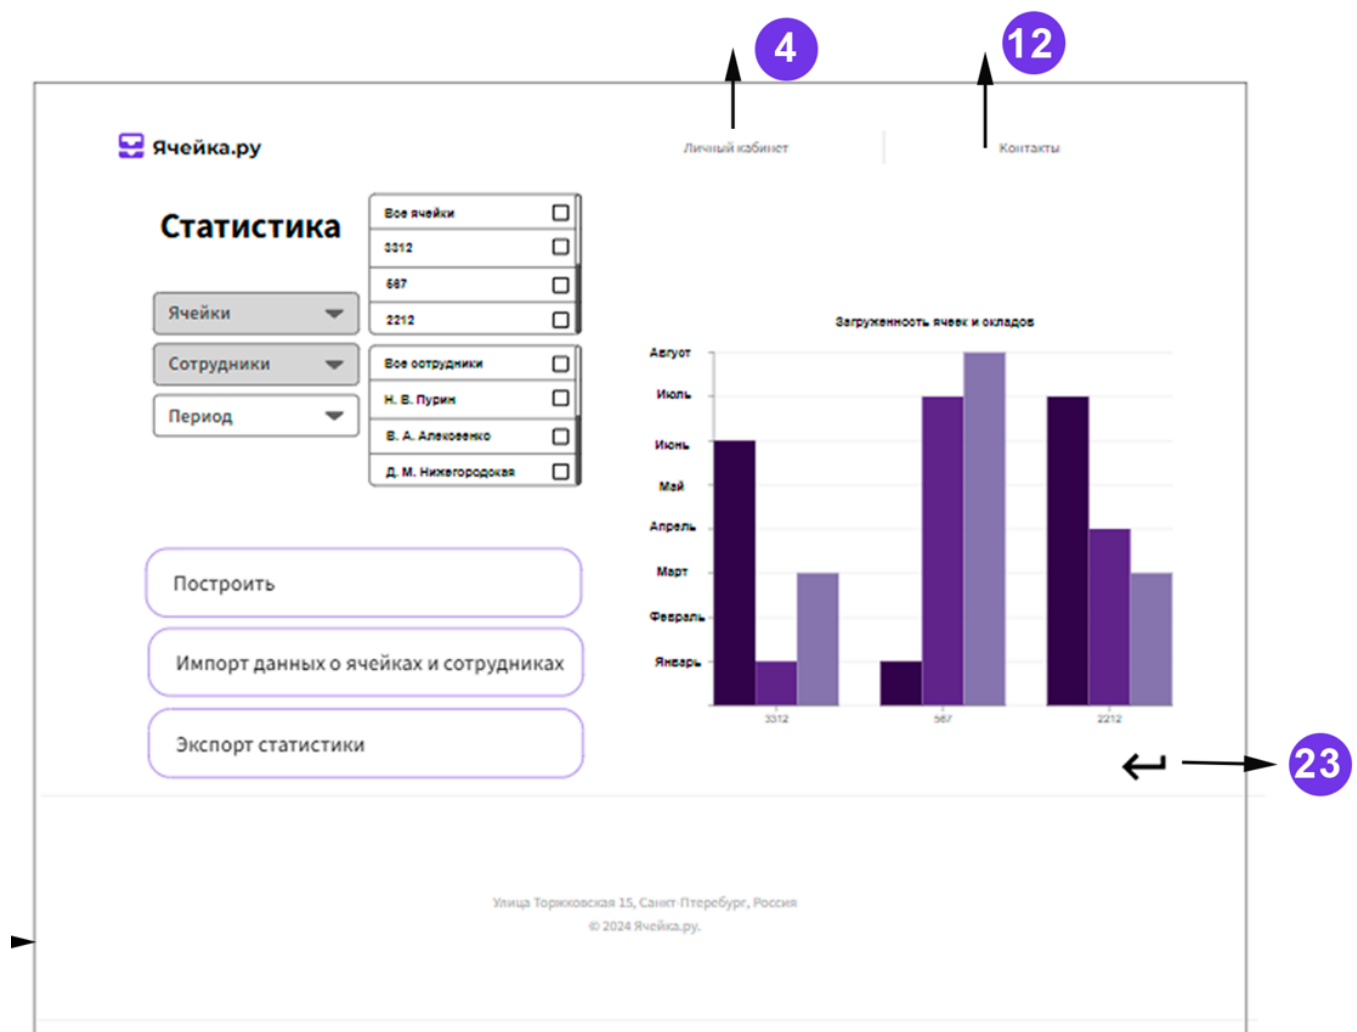 4
12
Ячейка.ру
Личный кабинет
Контакты
Статистика
Все ячейки
3312
567
2212
Ячейки
Сотрудники
Период
Все сотрудники
Н. В. Пурин
В. А. Алексеенко
Д. М. Нижегородская
Построить
Импорт данных о ячейках и сотрудниках
Экспорт статистики
Загруженность ячеек и складов
Август
Июль
Июнь
Май
Апрель
Март
Февраль
Январь
3312
567
2212
23
Улица Торжковская 15, Санкт-Птеребург, Россия
© 2024 Ячейка.ру.